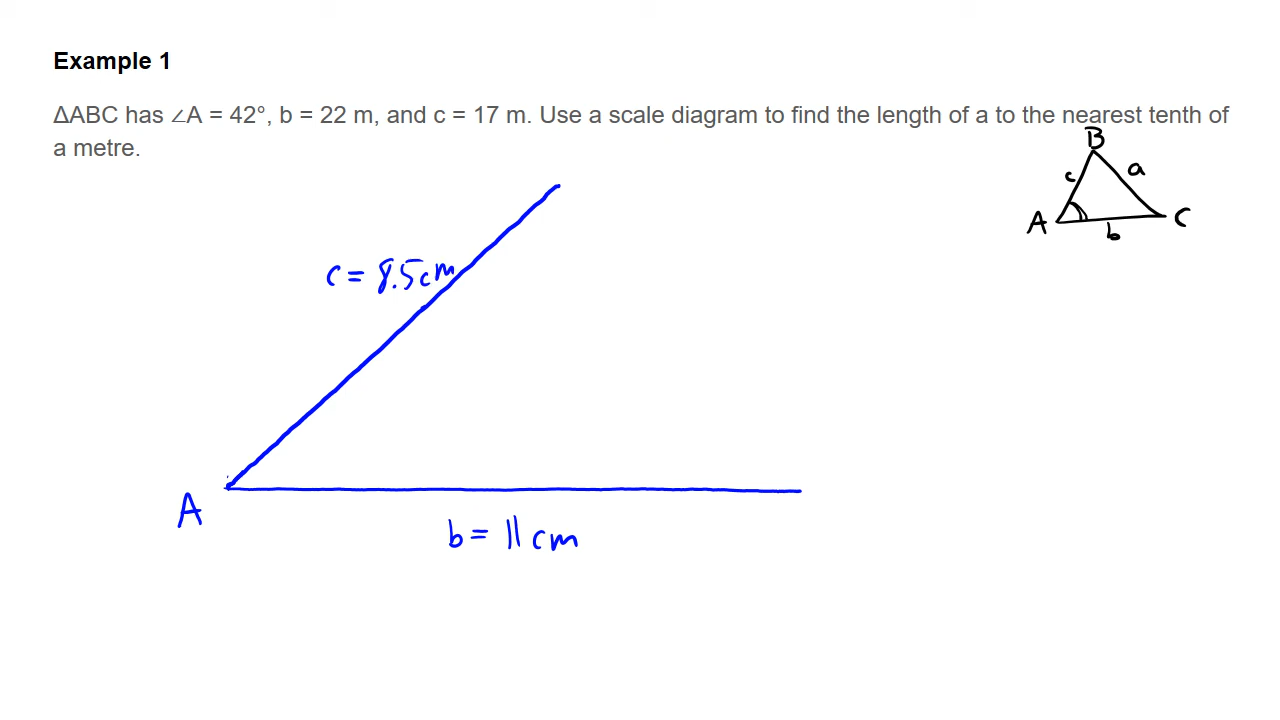 Example 1
ΔABC has ∠A = 42°, b = 22 m, and c = 17 m. Use a scale diagram to find the length of a to the nearest tenth of
a metre.
B
c
a
A
C
b
c = 8.5cm
A
b = 11 cm